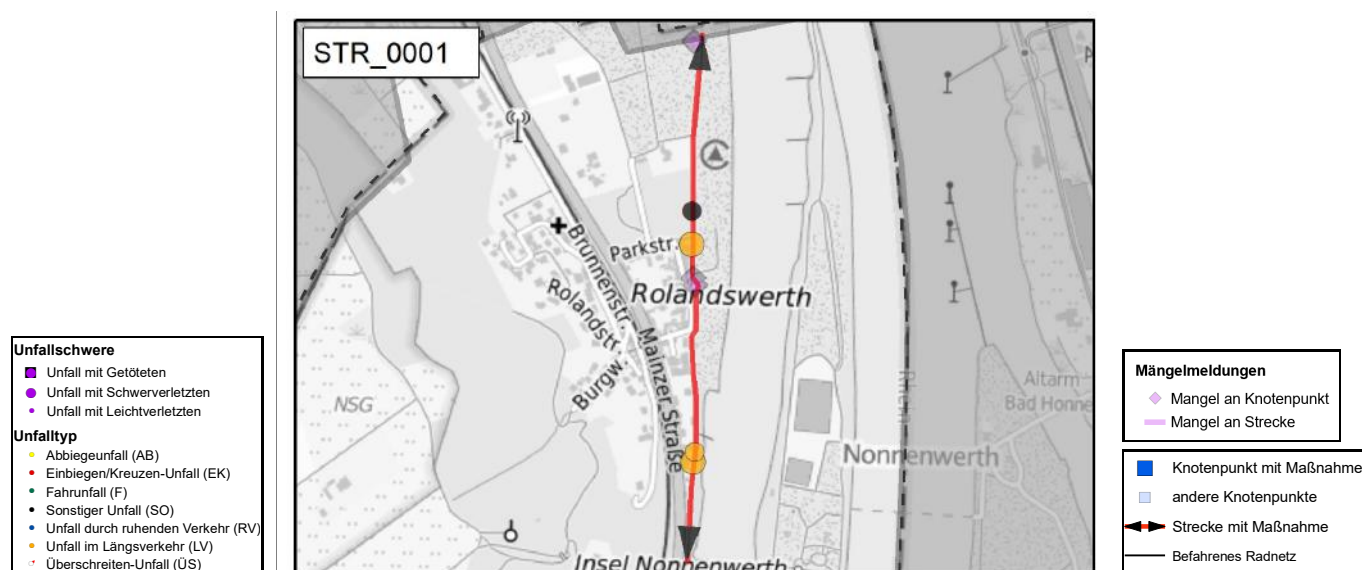 STR_0001
Parkstr.
Rolandswerth
Brunnenstr.
Rolandstr.
Burgw.
Mainzer Straße
NSG
Rhein
Altarm
Bad Honne
Nonnenwerth
Insel Nonnenwerth
Unfallschwere
Unfall mit Getöteten
Unfall mit Schwerverletzten
Unfall mit Leichtverletzten
Unfalltyp
Abbiegeunfall (AB)
Einbiegen/Kreuzen-Unfall (EK)
Fahrunfall (F)
Sonstiger Unfall (SO)
Unfall durch ruhenden Verkehr (RV)
Unfall im Längsverkehr (LV)
Überschreiten-Unfall (ÜS)
Mängelmeldungen
Mangel an Knotenpunkt
Mangel an Strecke
Knotenpunkt mit Maßnahme
andere Knotenpunkte
Strecke mit Maßnahme
Befahrenes Radnetz